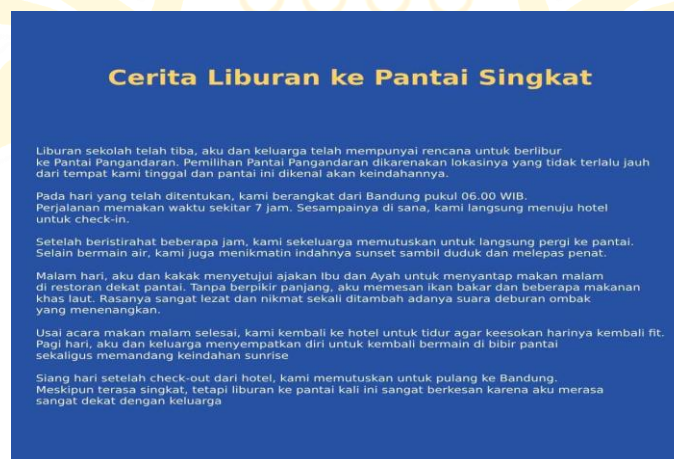 Cerita Liburan ke Pantai Singkat
Liburan sekolah telah tiba, aku dan keluarga telah mempunyai rencana untuk berlibur
ke Pantai Pangandaran. Pemilihan Pantai Pangandaran dikarenakan lokasinya yang tidak terlalu jauh
dari tempat kami tinggal dan pantai ini dikenal akan keindahannya.
Pada hari yang telah ditentukan, kami berangkat dari Bandung pukul 06.00 WIB.
Perjalanan memakan waktu sekitar 7 jam. Sesampainya di sana, kami langsung menuju hotel
untuk check-in.
Setelah beristirahat beberapa jam, kami sekeluarga memutuskan untuk langsung pergi ke pantai.
Selain bermain air, kami juga menikmatin indahnya sunset sambil duduk dan melepes penat.
Malam hari, aku dan kakak menyetujui ajakan Ibu dan Ayah untuk menyantap makan malam
di restoran dekat pantai. Tanpa berpikir panjang, aku memesan ikan bakar dan beberapa makanan
khas laut. Rasanya sangat lezat dan nikmat sekali ditambah adanya suara deburan ombak
yang menenangkan.
Usai acara makan malam selesai, kami kembali ke hotel untuk tidur agar keesokan harinya kembali fit.
Pagi hari, aku dan keluarga menyempatkan diri untuk kembali bermain di bibir pantai
sekaligus memandang keindahan sunrise
Siang hari setelah check-out dari hotel, kami memutuskan untuk pulang ke Bandung.
Meskipun terasa singkat, tetapi liburan ke pantai kali ini sangat berkesan karena aku merasa
sangat dekat dengan keluarga